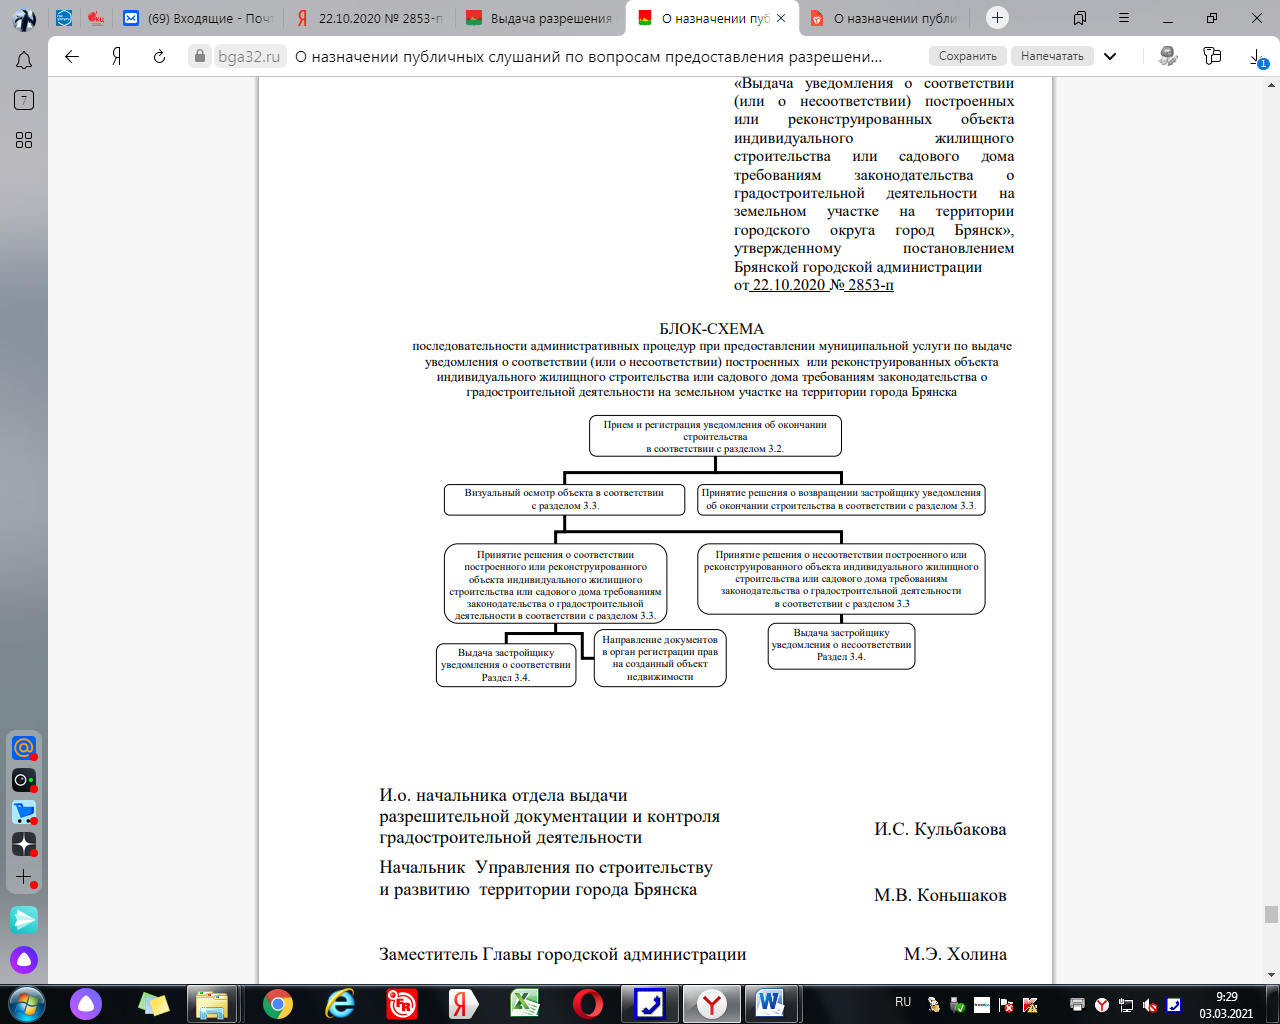 (69) Входящие - Почт
22.10.2020 № 2853-п
Выдача разрешения
О назначении пуб
О назначении публи
bga32.ru
О назначении публичных слушаний по вопросам предоставления разрешени...
Сохранить
Напечатать
1
7
«Выдача уведомления о соответствии
(или о несоответствии) построенных
или реконструированных объекта
индивидуального жилищного
строительства или садового дома
требованиям законодательства о
градостроительной деятельности на
земельном участке на территории
городского округа город Брянск»,
утвержденному постановлением
Брянской городской администрации
от 22.10.2020 № 2853-п
БЛОК-СХЕМА
последовательности административных процедур при предоставлении муниципальной услуги по выдаче
уведомления о соответствии (или о несоответствии) построенных или реконструированных объекта
индивидуального жилищного строительства или садового дома требованиям законодательства о
градостроительной деятельности на земельном участке на территории города Брянска
Прием и регистрация уведомления об окончании
строительства
в соответствии с разделом 3.2.
Визуальный осмотр объекта в соответствии
с разделом 3.3.
Принятие решения о возвращении застройщику уведомления
об окончании строительства в соответствии с разделом 3.3.
Принятие решения о соответствии
построенного или реконструированного
объекта индивидуального жилищного
строительства или садового дома требованиям
законодательства о градостроительной
деятельности в соответствии с разделом 3.3.
Принятие решения о несоответствии построенного или
реконструированного объекта индивидуального жилищного
строительства или садового дома требованиям
законодательства о градостроительной деятельности
в соответствии с разделом 3.3
Выдача застройщику
уведомления о соответствии
Раздел 3.4.
Направление документов
в орган регистрации прав
на созданный объект
недвижимости
Выдача застройщику
уведомления о несоответствии
Раздел 3.4.
И.о. начальника отдела выдачи
разрешительной документации и контроля
градостроительной деятельности
И.С. Кульбакова
Начальник Управления по строительству
и развитию территории города Брянска
М.В. Коньшаков
Заместитель Главы городской администрации
М.Э. Холина
RU
9:29
03.03.2021